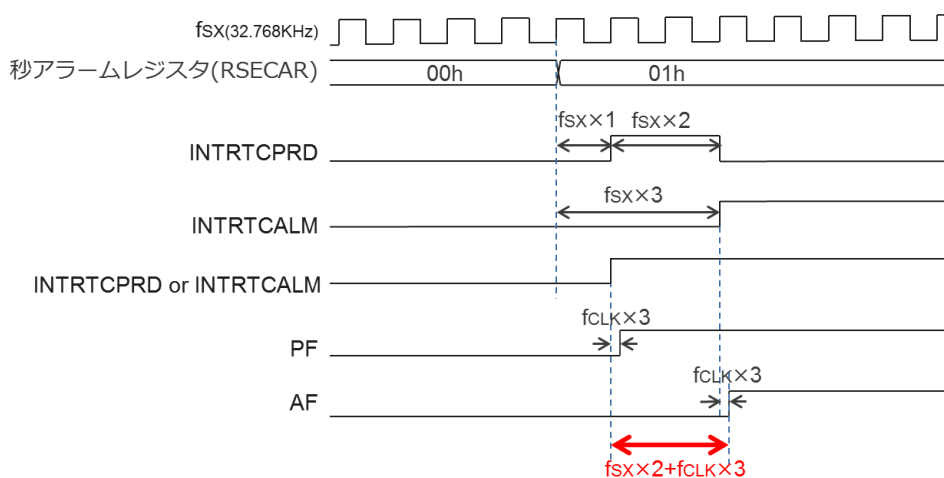 fSX(32.768KHz)
秒アラームレジスタ(RSECAR)
00h
01h
fSX×1
fSX×2
INTRTCPRD
fSX×3
INTRTCALM
INTRTCPRD or INTRTCALM
fCLK×3
PF
fCLK×3
AF
fSX×2+fCLK×3